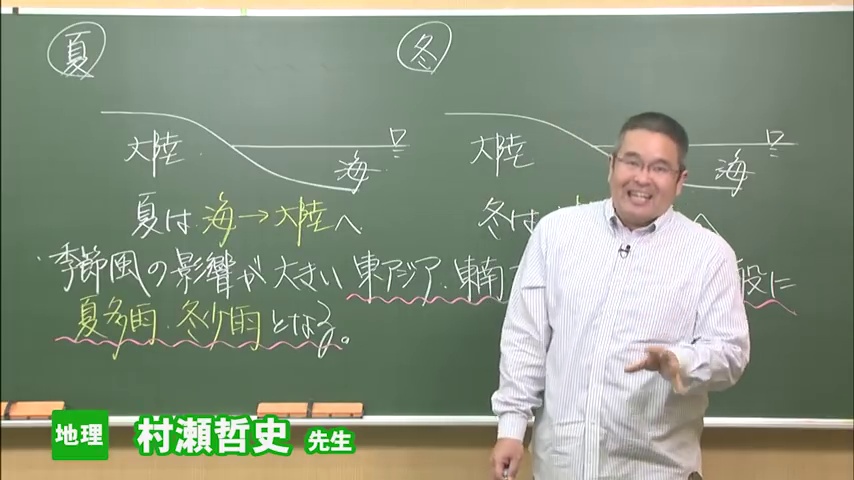 夏
冬
大陸
海
大陸
海
夏は 海→大陸へ
冬は
へ
季節風の影響が大きい東アジア・東南
般に
夏多雨・冬少雨となる。
地理 村瀬哲史 先生